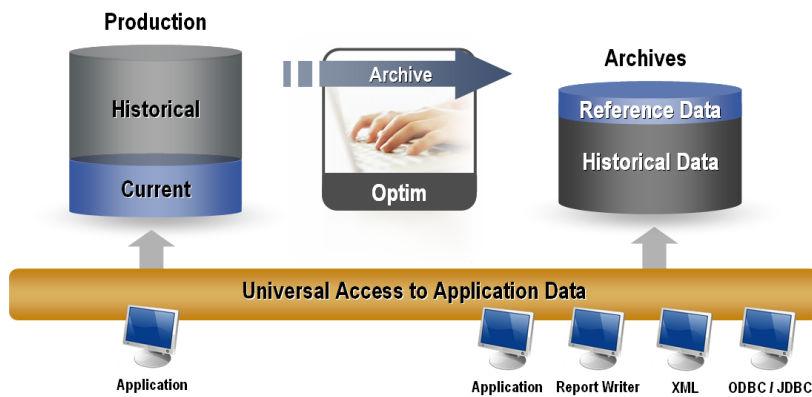 Production
Archive
Archives
Historical
Reference Data
Historical Data
Current
Optim
Universal Access to Application Data
Application
Application
Report Writer
XML
ODBC / JDBC